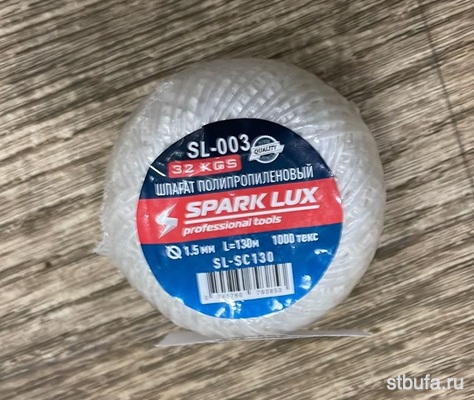 SL-003
QUALITY
32 KGS
ШПАГАТ ПОЛИПРОПИЛЕНОВЫЙ
SPARK LUX
professional tools
1.5 мм L=130м 1000 текс
SL-SC130
stbufa.ru